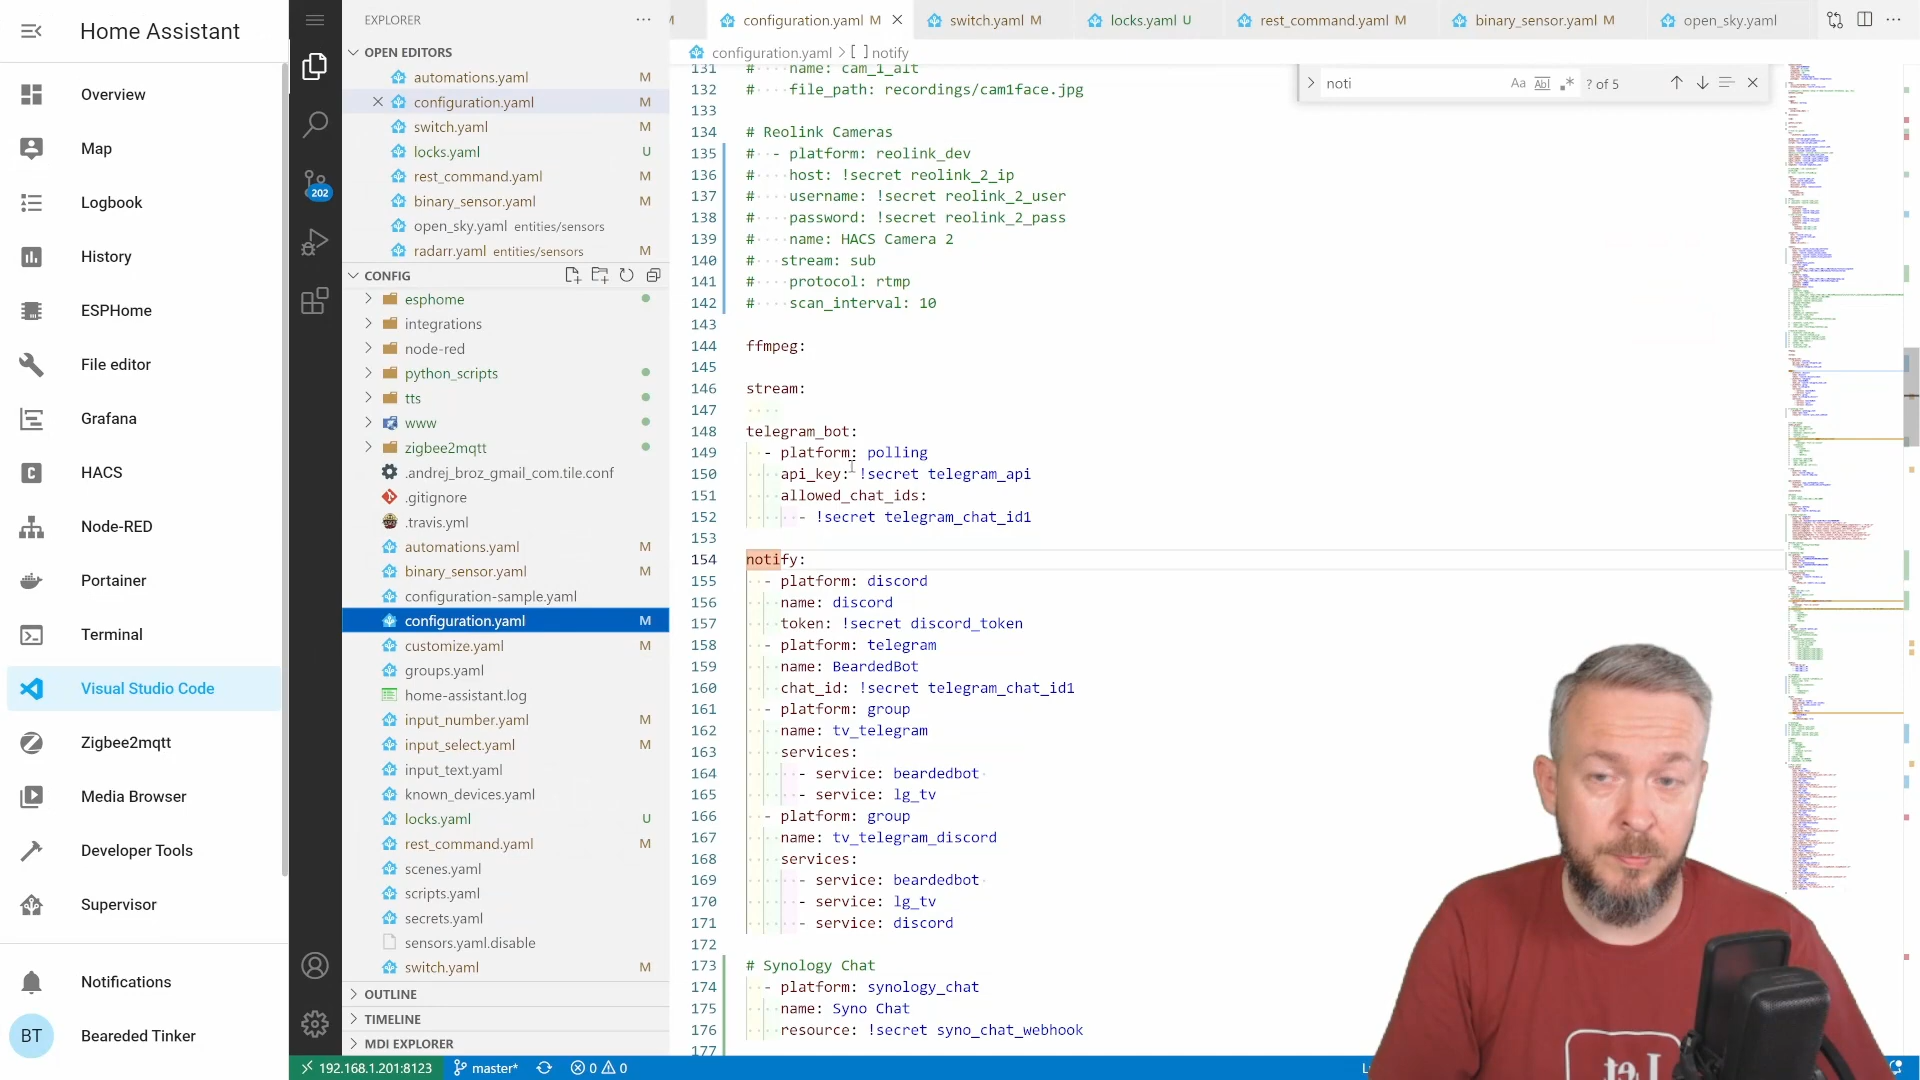 Home Assistant
Overview
Map
Logbook
History
ESPHome
File editor
Grafana
HACS
Node-RED
Portainer
Terminal
Visual Studio Code
Zigbee2mqtt
Media Browser
Developer Tools
Supervisor
Notifications
BT
Bearded Tinker
EXPLORER
OPEN EDITORS
automations.yaml M
configuration.yaml M
switch.yaml M
locks.yaml U
rest_command.yaml M
binary_sensor.yaml M
open_sky.yaml entities/sensors
radarr.yaml entities/sensors M
202
CONFIG
esphome
integrations
node-red
python_scripts
tts
www
zigbee2mqtt
.andrej_broz_gmail_com.tile.conf
.gitignore
.travis.yml
automations.yaml M
binary_sensor.yaml M
configuration-sample.yaml
configuration.yaml M
customize.yaml M
groups.yaml
home-assistant.log
input_number.yaml M
input_select.yaml M
input_text.yaml
known_devices.yaml
locks.yaml U
rest_command.yaml M
scenes.yaml
scripts.yaml
secrets.yaml
sensors.yaml.disable
switch.yaml M
OUTLINE
TIMELINE
MDI EXPLORER
M configuration.yaml M switch.yaml M locks.yaml U rest_command.yaml M binary_sensor.yaml M open_sky.yaml
configuration.yaml > [ ] notify
noti Aa Abl .* ? of 5
131 #    name: cam_1_alt
132 #    file_path: recordings/cam1face.jpg
133
134 # Reolink Cameras
135 #  - platform: reolink_dev
136 #    host: !secret reolink_2_ip
137 #    username: !secret reolink_2_user
138 #    password: !secret reolink_2_pass
139 #    name: HACS Camera 2
140 #   stream: sub
141 #    protocol: rtmp
142 #    scan_interval: 10
143
144 ffmpeg:
145
146 stream:
147
148 telegram_bot:
149   - platform: polling
150     api_key: !secret telegram_api
151     allowed_chat_ids:
152       - !secret telegram_chat_id1
153
154 notify:
155   - platform: discord
156     name: discord
157     token: !secret discord_token
158   - platform: telegram
159     name: BeardedBot
160     chat_id: !secret telegram_chat_id1
161   - platform: group
162     name: tv_telegram
163     services:
164       - service: beardedbot
165       - service: lg_tv
166   - platform: group
167     name: tv_telegram_discord
168     services:
169       - service: beardedbot
170       - service: lg_tv
171       - service: discord
172
173 # Synology Chat
174   - platform: synology_chat
175     name: Syno Chat
176     resource: !secret syno_chat_webhook
177
192.168.1.201:8123 master* 0 0
Let